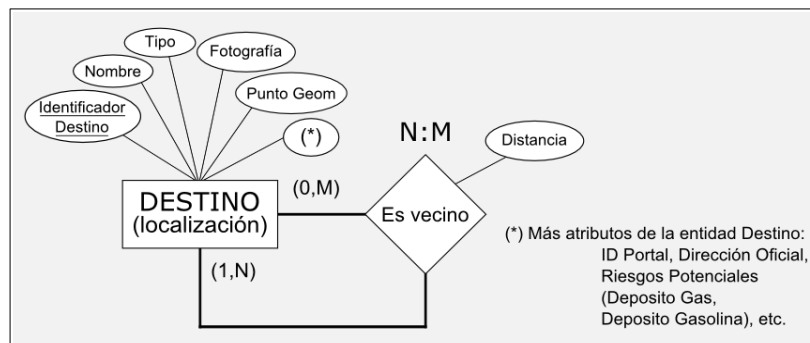 Tipo
Fotografía
Nombre
Punto Geom
Identificador
Destino
(*)
N:M
Distancia
DESTINO
(localización)
(0,M)
Es vecino
(1,N)
(*) Más atributos de la entidad Destino:
ID Portal, Dirección Oficial,
Riesgos Potenciales
(Deposito Gas,
Deposito Gasolina), etc.